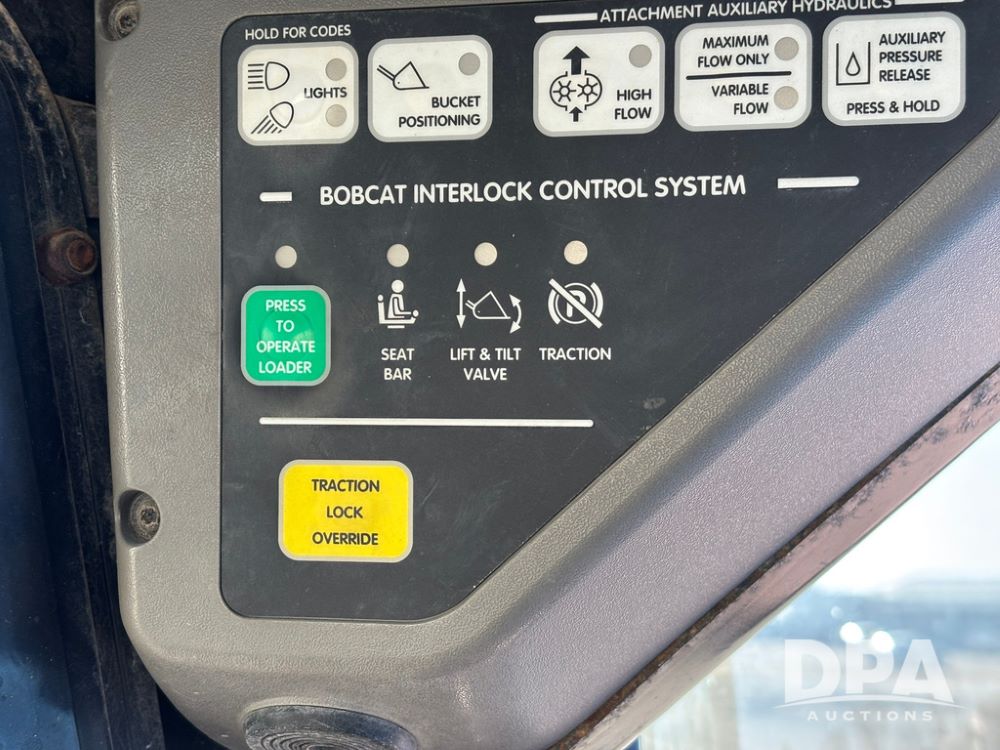 HOLD FOR CODES
LIGHTS
BUCKET
POSITIONING
ATTACHMENT AUXILIARY HYDRAULICS
HIGH
FLOW
MAXIMUM
FLOW ONLY
VARIABLE
FLOW
AUXILIARY
PRESSURE
RELEASE
PRESS & HOLD
BOBCAT INTERLOCK CONTROL SYSTEM
PRESS
TO
OPERATE
LOADER
SEAT
BAR
LIFT & TILT
VALVE
P
TRACTION
TRACTION
LOCK
OVERRIDE
DPA
AUCTIONS